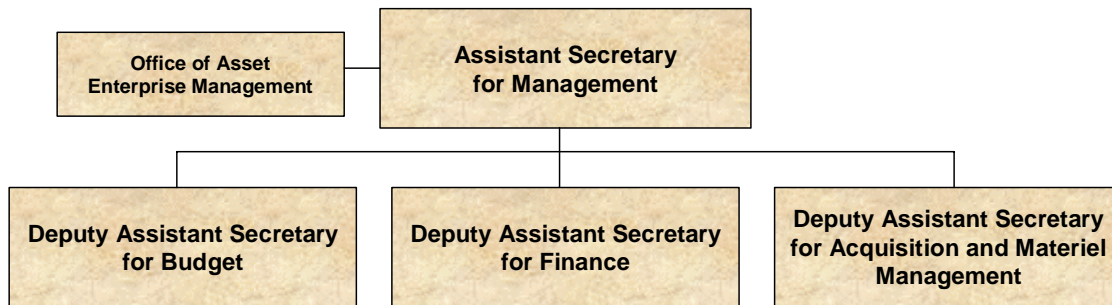 Office of Asset
Enterprise Management
Assistant Secretary
for Management
Deputy Assistant Secretary
for Budget
Deputy Assistant Secretary
for Finance
Deputy Assistant Secretary
for Acquisition and Materiel
Management